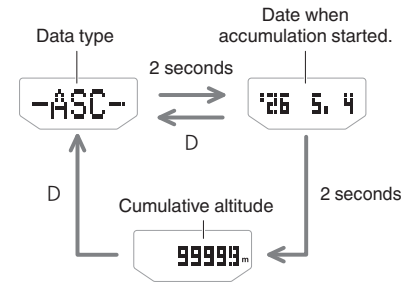 Data type
Date when
accumulation started.
2 seconds
-ASC-
'26 5. 4
D
D
2 seconds
Cumulative altitude
99999m